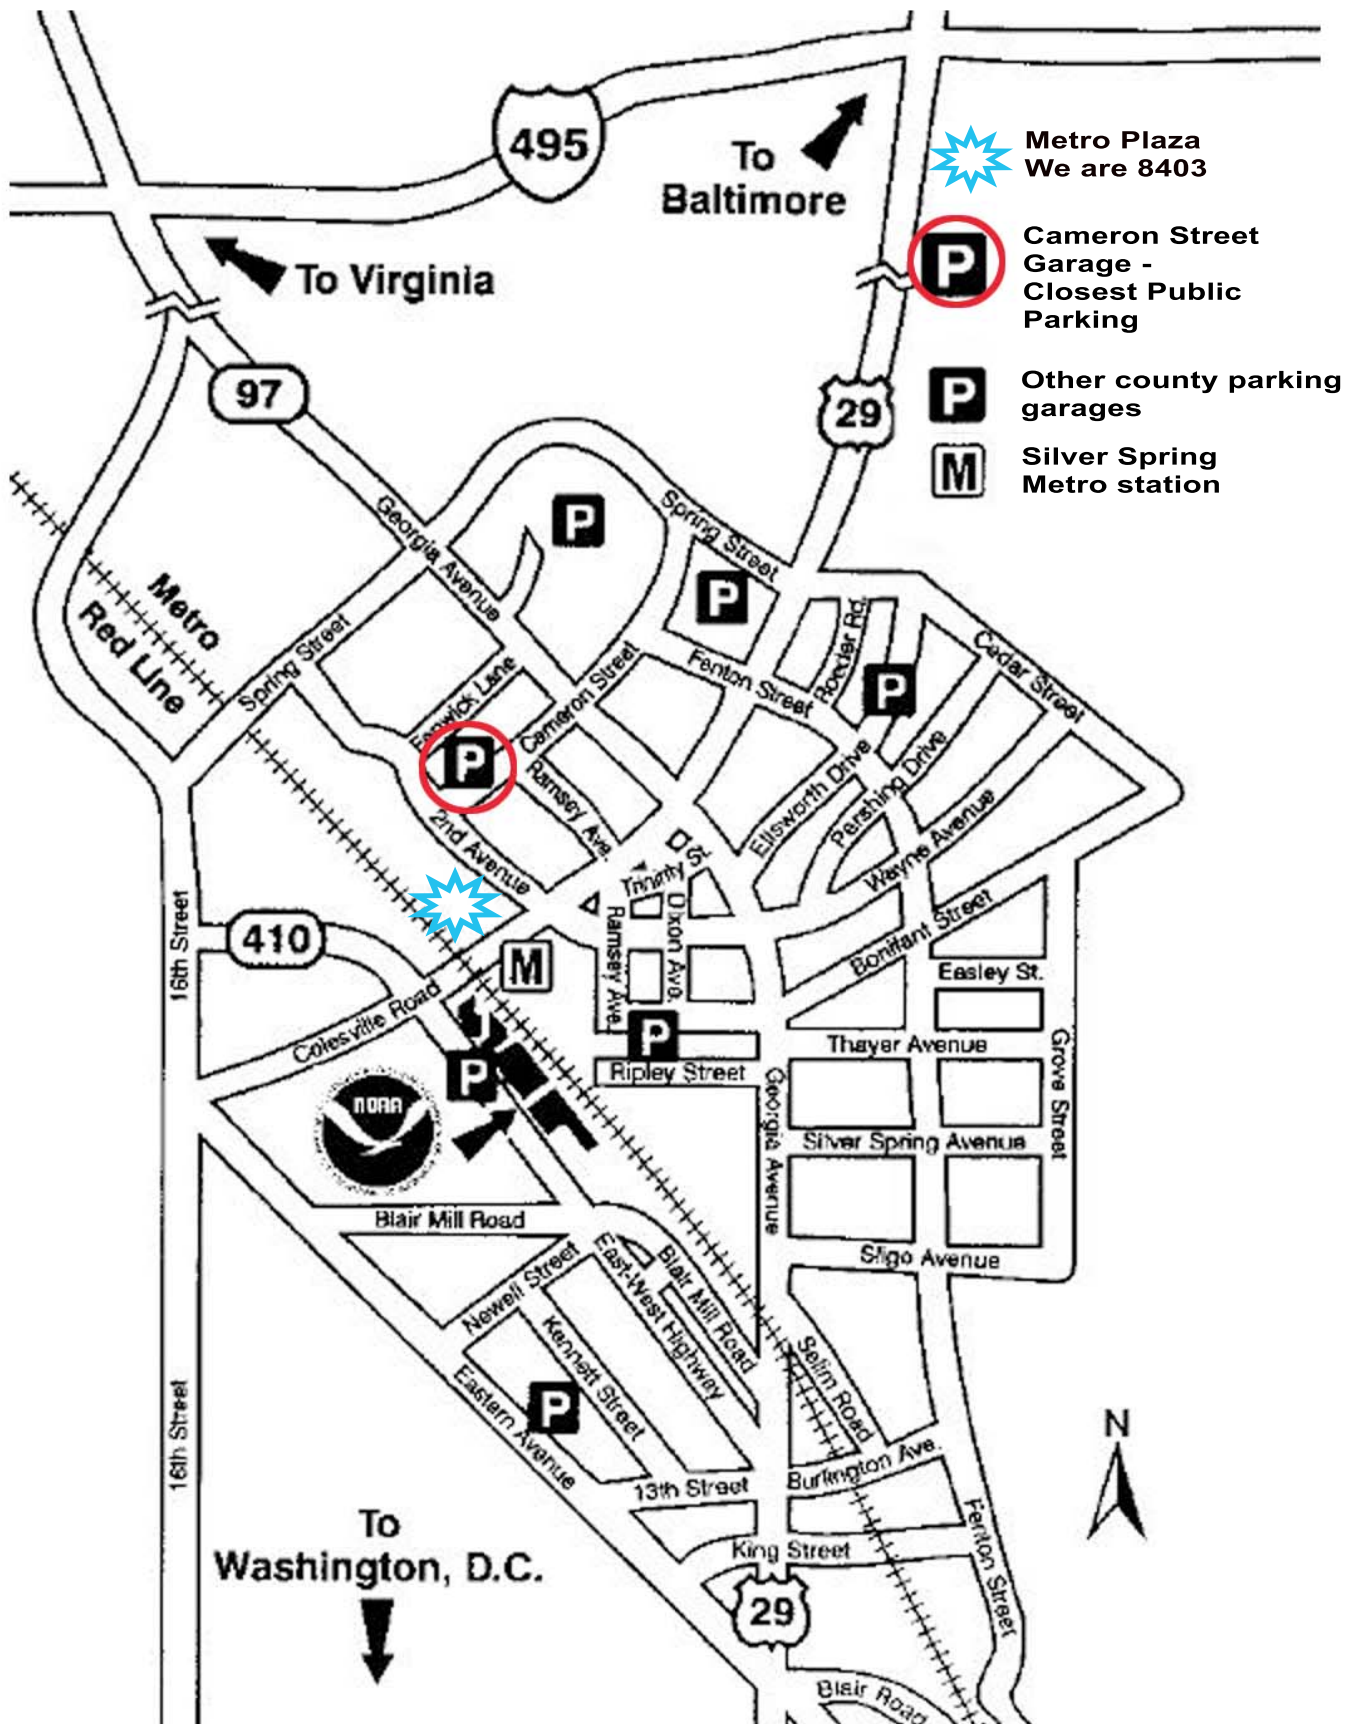 495
To
Baltimore
To Virginia
Metro Plaza
We are 8403
P
Cameron Street
Garage -
Closest Public
Parking
P
Other county parking
garages
M
Silver Spring
Metro station
97
29
Georgia Avenue
Spring Street
P
P
Metro
Red Line
Spring Street
Fenwick Lane
Cameron Street
Fenton Street
Roeder Rd.
P
Cedar Street
P
Ramsey Ave.
2nd Avenue
Ellsworth Drive
Pershing Drive
Wayne Avenue
Trinity
St.
Ramsey Ave.
Dixon Ave.
Bonifant Street
Easley St.
16th Street
410
M
Colesville Road
P
Thayer Avenue
Ripley Street
P
NOAA
Georgia Avenue
Grove Street
Silver Spring Avenue
Blair Mill Road
Sligo Avenue
Newell Street
East-West Highway
Blair Mill Road
Kennett Street
Selim Road
P
Eastern Avenue
16th Street
13th Street
Burlington Ave.
N
To
Washington, D.C.
King Street
Fenton Street
29
Blair Road